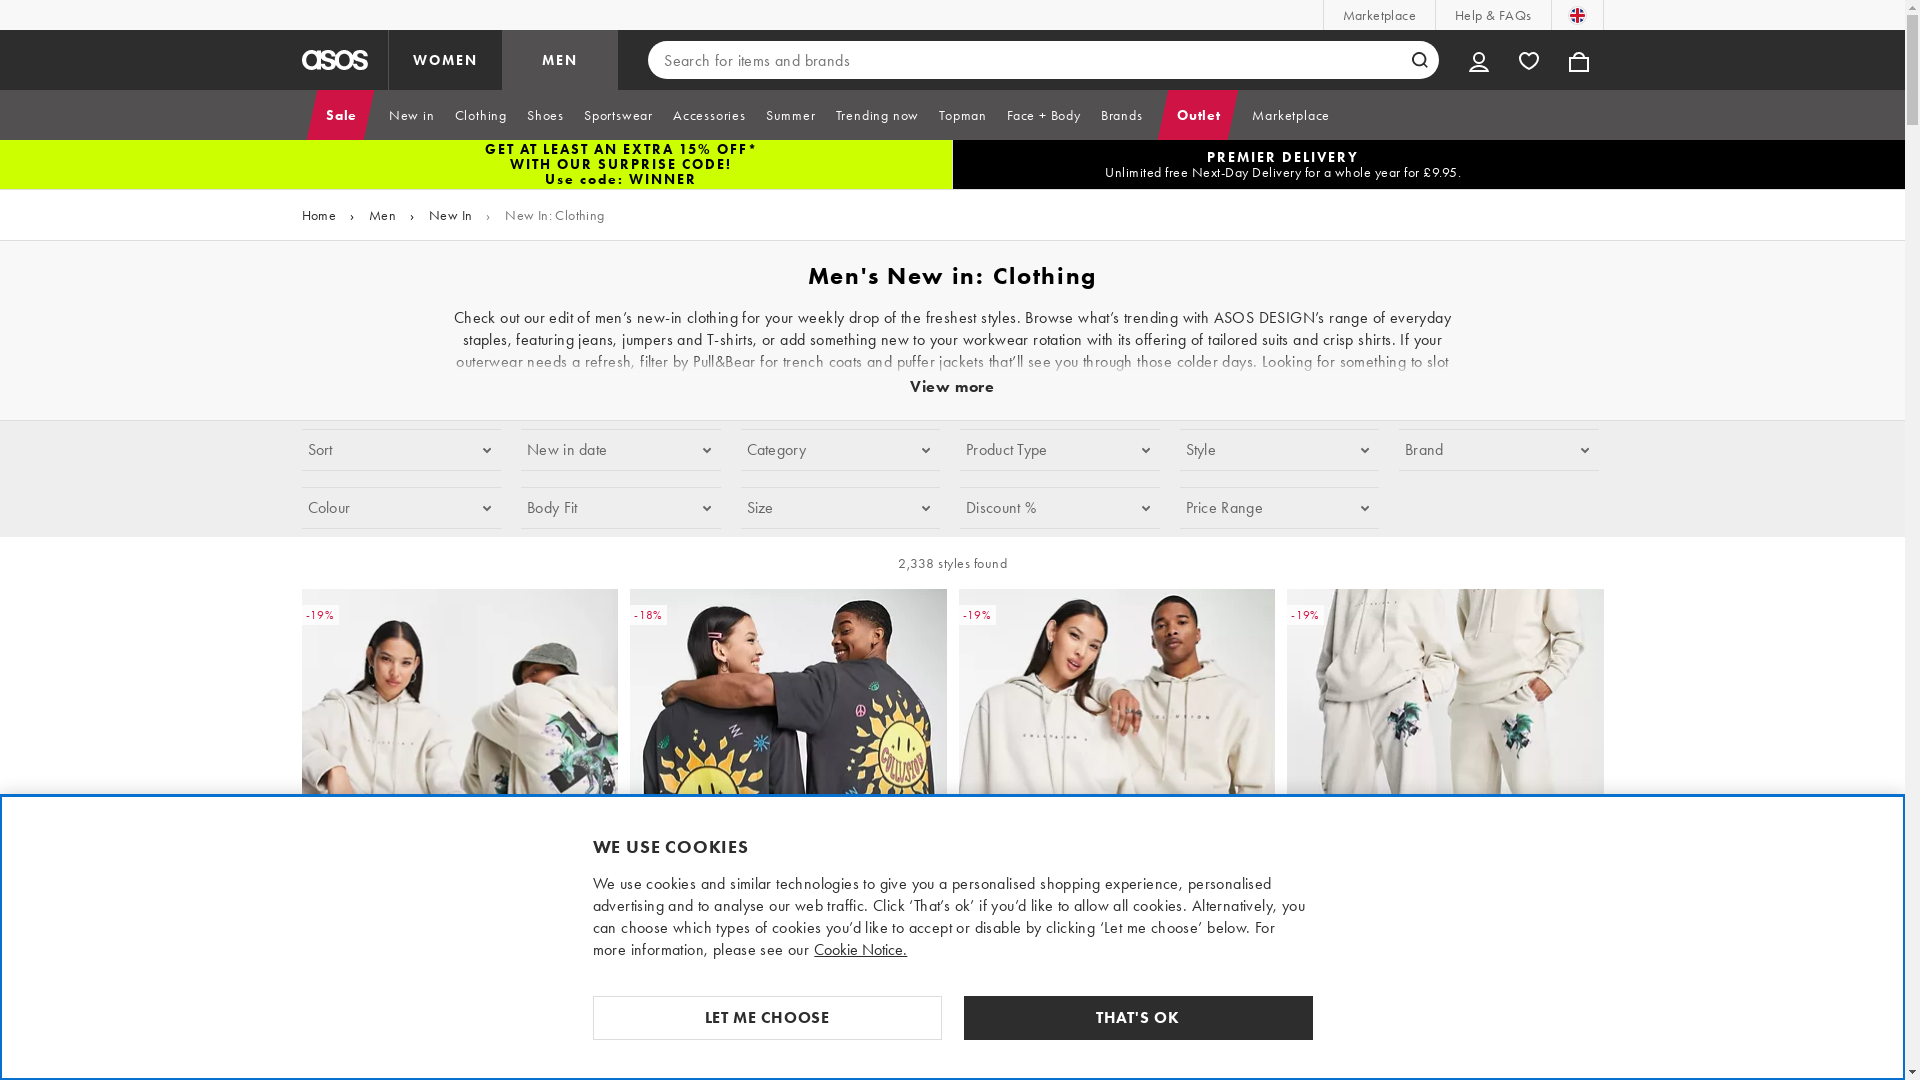 Marketplace
Help & FAQs
asos
WOMEN
MEN
Search for items and brands
Sale
New in
Clothing
Shoes
Sportswear
Accessories
Summer
Trending now
Topman
Face + Body
Brands
Outlet
Marketplace
GET AT LEAST AN EXTRA 15% OFF*
WITH OUR SURPRISE CODE!
Use code: WINNER
PREMIER DELIVERY
Unlimited free Next-Day Delivery for a whole year for £9.95.
Home › Men › New In › New In: Clothing
Men's New in: Clothing
Check out our edit of men’s new-in clothing for your weekly drop of the freshest styles. Browse what’s trending with ASOS DESIGN’s range of everyday
staples, featuring jeans, jumpers and T-shirts, or add something new to your workwear rotation with its offering of tailored suits and crisp shirts. If your
outerwear needs a refresh, filter by Pull&Bear for trench coats and puffer jackets that’ll see you through those colder days. Looking for something to slot
View more
Sort
New in date
Category
Product Type
Style
Brand
Colour
Body Fit
Size
Discount %
Price Range
2,338 styles found
-19%
-18%
-19%
-19%
COLLUSION
WE USE COOKIES
We use cookies and similar technologies to give you a personalised shopping experience, personalised
advertising and to analyse our web traffic. Click ‘That’s ok’ if you’d like to allow all cookies. Alternatively, you
can choose which types of cookies you’d like to accept or disable by clicking ‘Let me choose’ below. For
more information, please see our Cookie Notice.
LET ME CHOOSE
THAT'S OK